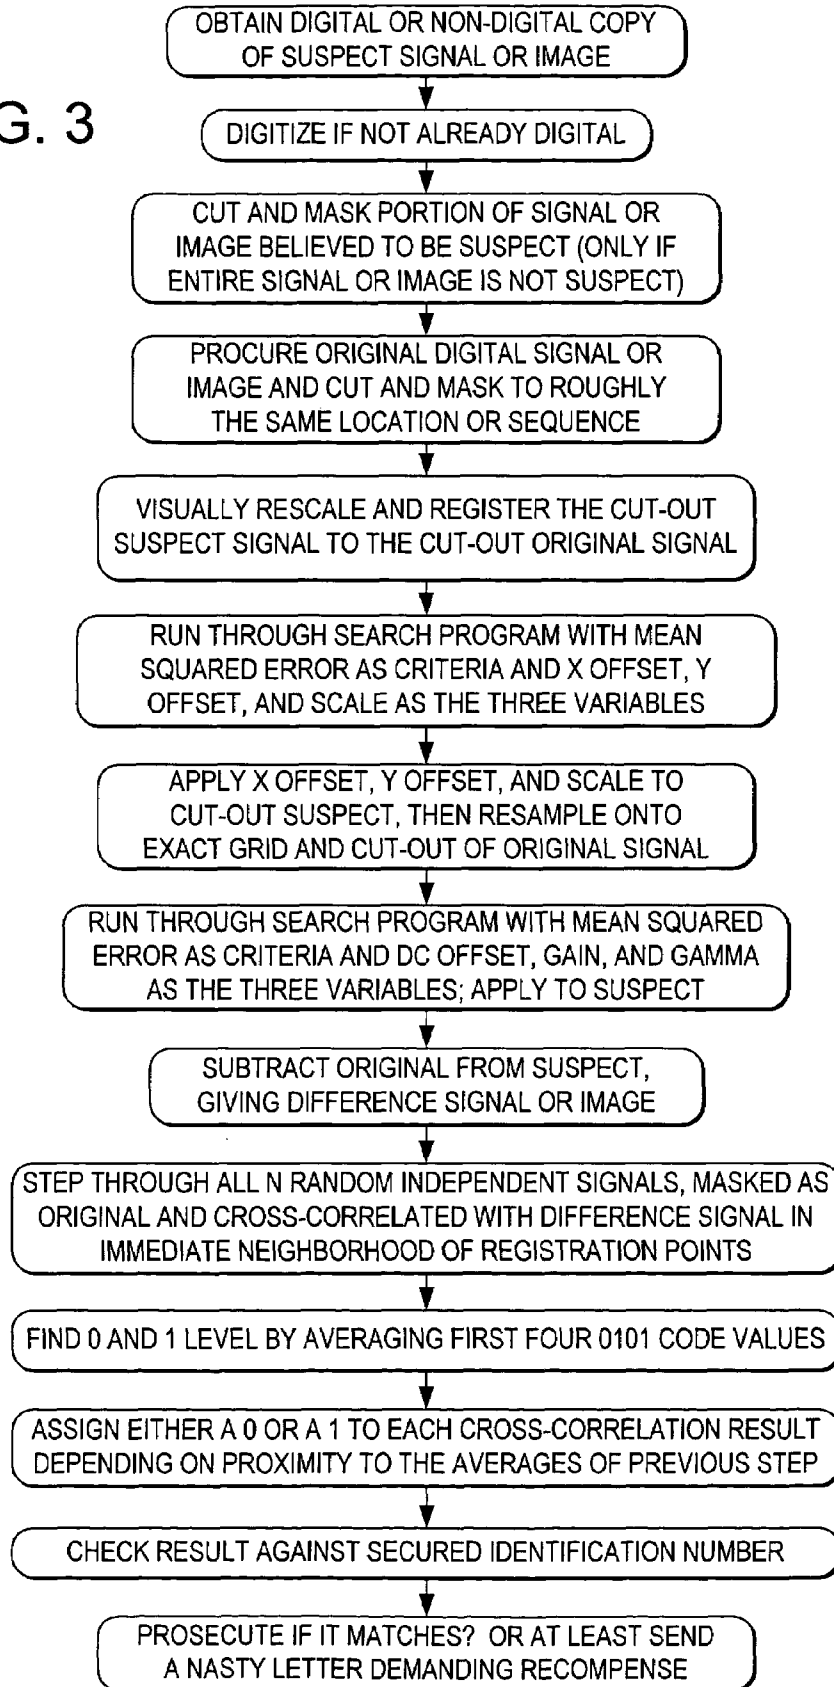 OBTAIN DIGITAL OR NON-DIGITAL COPY
OF SUSPECT SIGNAL OR IMAGE
G. 3
DIGITIZE IF NOT ALREADY DIGITAL
CUT AND MASK PORTION OF SIGNAL OR
IMAGE BELIEVED TO BE SUSPECT (ONLY IF
ENTIRE SIGNAL OR IMAGE IS NOT SUSPECT)
PROCURE ORIGINAL DIGITAL SIGNAL OR
IMAGE AND CUT AND MASK TO ROUGHLY
THE SAME LOCATION OR SEQUENCE
VISUALLY RESCALE AND REGISTER THE CUT-OUT
SUSPECT SIGNAL TO THE CUT-OUT ORIGINAL SIGNAL
RUN THROUGH SEARCH PROGRAM WITH MEAN
SQUARED ERROR AS CRITERIA AND X OFFSET, Y
OFFSET, AND SCALE AS THE THREE VARIABLES
APPLY X OFFSET, Y OFFSET, AND SCALE TO
CUT-OUT SUSPECT, THEN RESAMPLE ONTO
EXACT GRID AND CUT-OUT OF ORIGINAL SIGNAL
RUN THROUGH SEARCH PROGRAM WITH MEAN SQUARED
ERROR AS CRITERIA AND DC OFFSET, GAIN, AND GAMMA
AS THE THREE VARIABLES; APPLY TO SUSPECT
SUBTRACT ORIGINAL FROM SUSPECT,
GIVING DIFFERENCE SIGNAL OR IMAGE
STEP THROUGH ALL N RANDOM INDEPENDENT SIGNALS, MASKED AS
ORIGINAL AND CROSS-CORRELATED WITH DIFFERENCE SIGNAL IN
IMMEDIATE NEIGHBORHOOD OF REGISTRATION POINTS
FIND 0 AND 1 LEVEL BY AVERAGING FIRST FOUR 0101 CODE VALUES
ASSIGN EITHER A 0 OR A 1 TO EACH CROSS-CORRELATION RESULT
DEPENDING ON PROXIMITY TO THE AVERAGES OF PREVIOUS STEP
CHECK RESULT AGAINST SECURED IDENTIFICATION NUMBER
PROSECUTE IF IT MATCHES? OR AT LEAST SEND
A NASTY LETTER DEMANDING RECOMPENSE